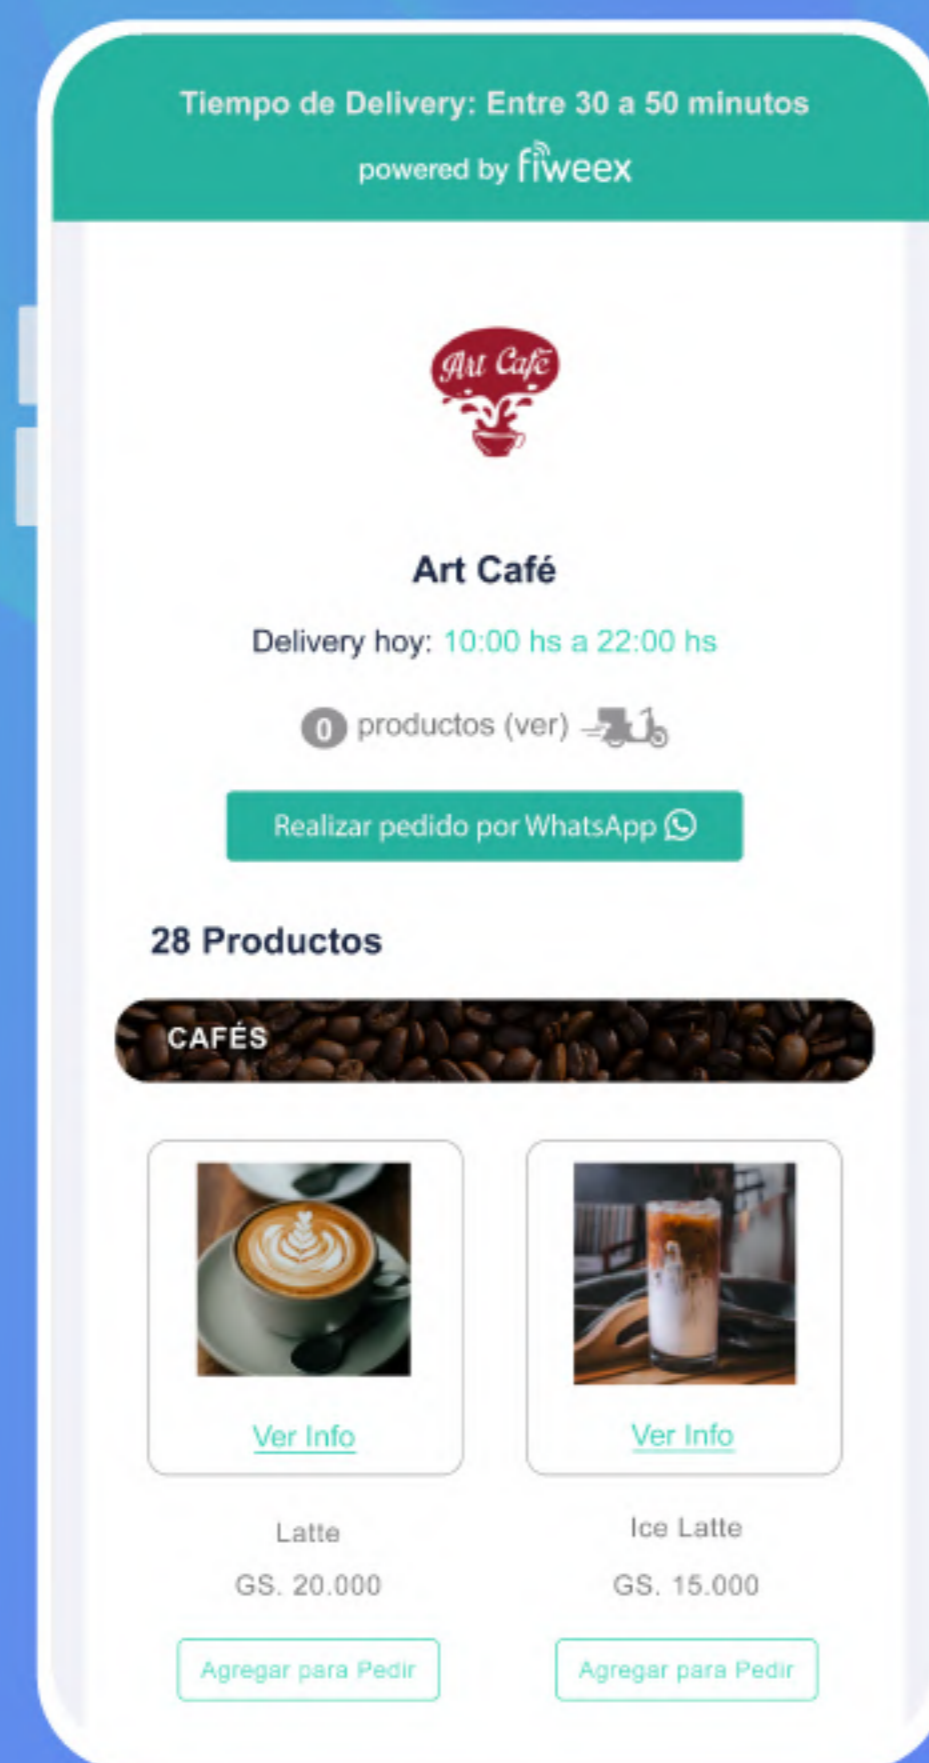 Tiempo de Delivery: Entre 30 a 50 minutos
powered by fiweex
Art Café
Art Café
Delivery hoy: 10:00 hs a 22:00 hs
0 productos (ver)
Realizar pedido por WhatsApp
28 Productos
CAFÉS
Ver Info
Ver Info
Latte
Ice Latte
GS. 20.000
GS. 15.000
Agregar para Pedir
Agregar para Pedir